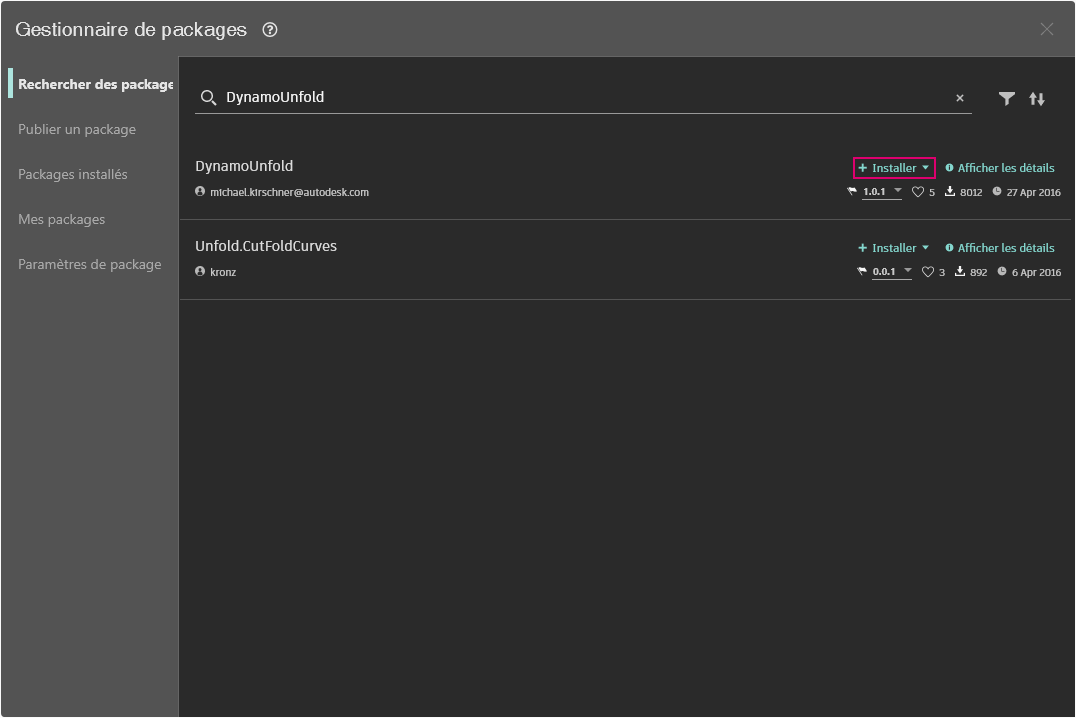 Gestionnaire de packages
Rechercher des package
Publier un package
Packages installés
Mes packages
Paramètres de package
DynamoUnfold
DynamoUnfold
+ Installer
Afficher les détails
michael.kirschner@autodesk.com
1.0.1
5
8012
27 Apr 2016
Unfold.CutFoldCurves
+ Installer
Afficher les détails
kronz
0.0.1
3
892
6 Apr 2016